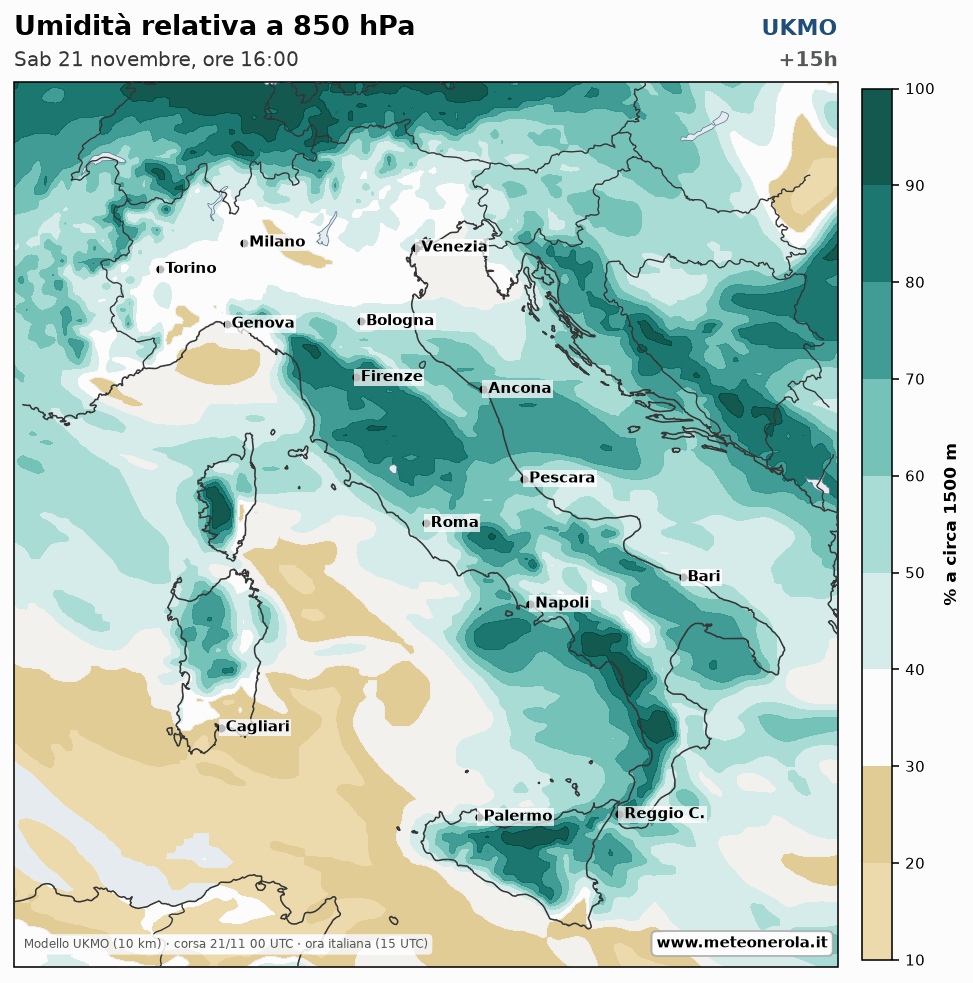 Umidità relativa a 850 hPa
UKMO
Sab 21 novembre, ore 16:00
+15h
100
90
80
70
60
50
40
30
20
10
% a circa 1500 m
Milano
Venezia
Torino
Genova
Bologna
Firenze
Ancona
Pescara
Roma
Bari
Napoli
Cagliari
Palermo
Reggio C.
Modello UKMO (10 km) · corsa 21/11 00 UTC · ora italiana (15 UTC)
www.meteonerola.it